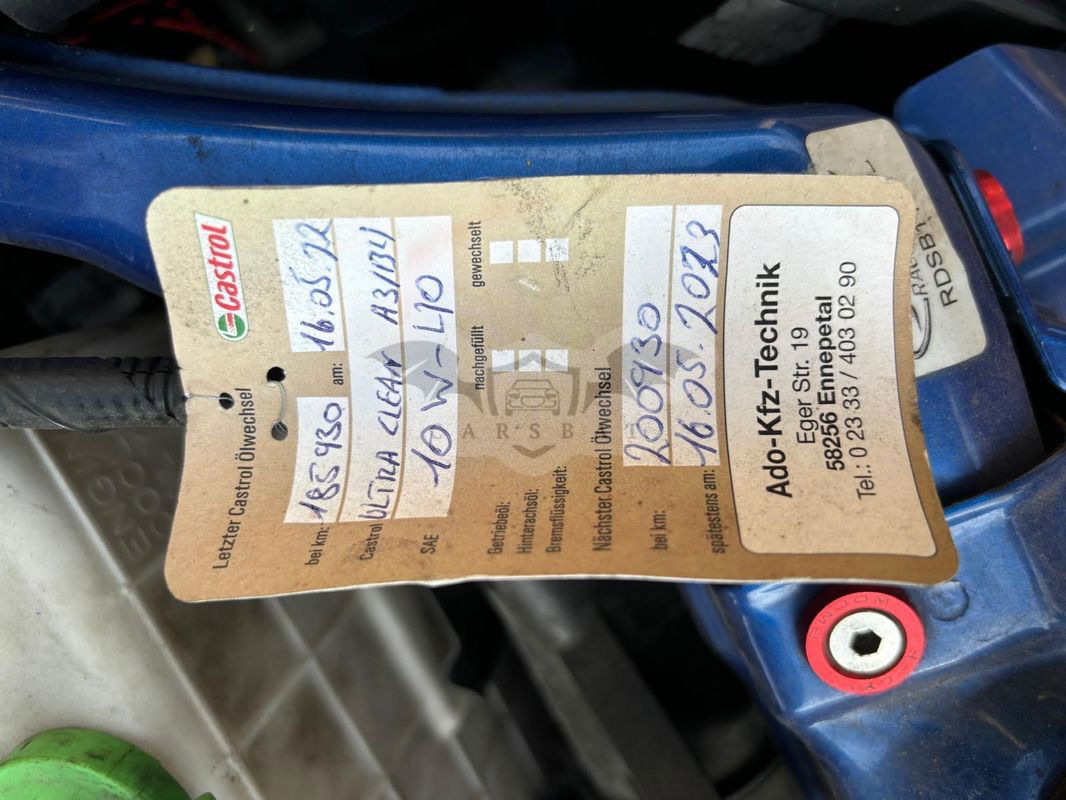 Castrol
Letzter Castrol Ölwechsel
bei km: 185930 am: 16.05.22
Castrol ULTRA CLEAN A3/B4
SAE 10W-40
nachgefüllt gewechselt
Getriebeöl:
Hinterachsöl:
Bremsflüssigkeit:
Nächster Castrol Ölwechsel
bei km: 200930
spätestens am: 16.05.2023
Ado-Kfz-Technik
Eger Str. 19
58256 Ennepetal
Tel.: 0 23 33 / 403 02 90